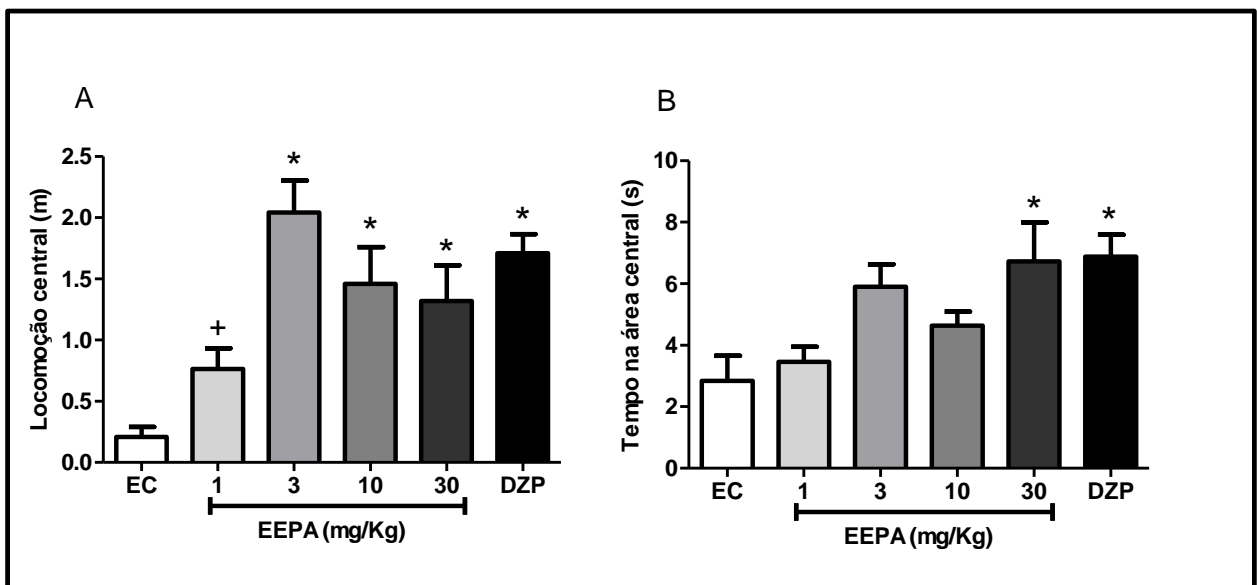 A
Locomoção central (m)
2.5
2.0
1.5
1.0
0.5
0.0
+
*
*
*
*
EC
1
3
10
30
DZP
EEPA (mg/Kg)
B
Tempo na área central (s)
10
8
6
4
2
0
*
*
EC
1
3
10
30
DZP
EEPA (mg/Kg)